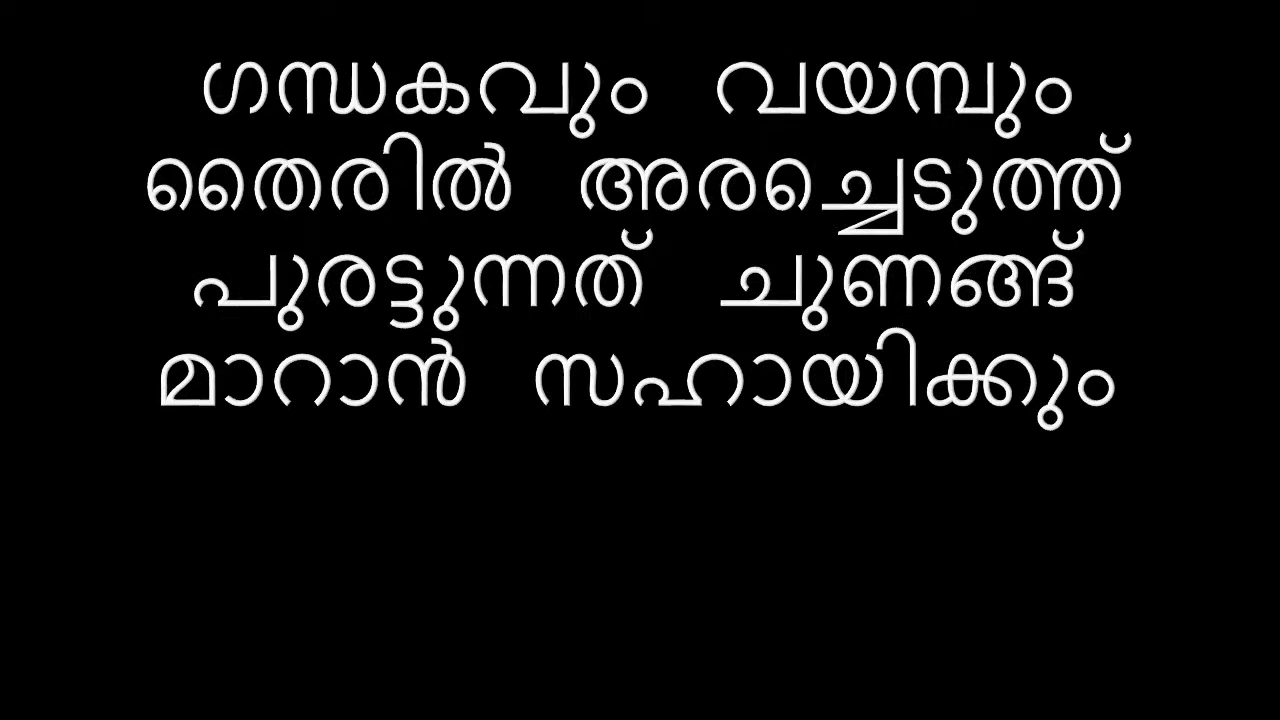 ഗന്ധകവും വയമ്പും
തൈരിൽ അരച്ചെടുത്ത്
പുരട്ടുന്നത് ചുണങ്ങ്
മാറാൻ സഹായിക്കും